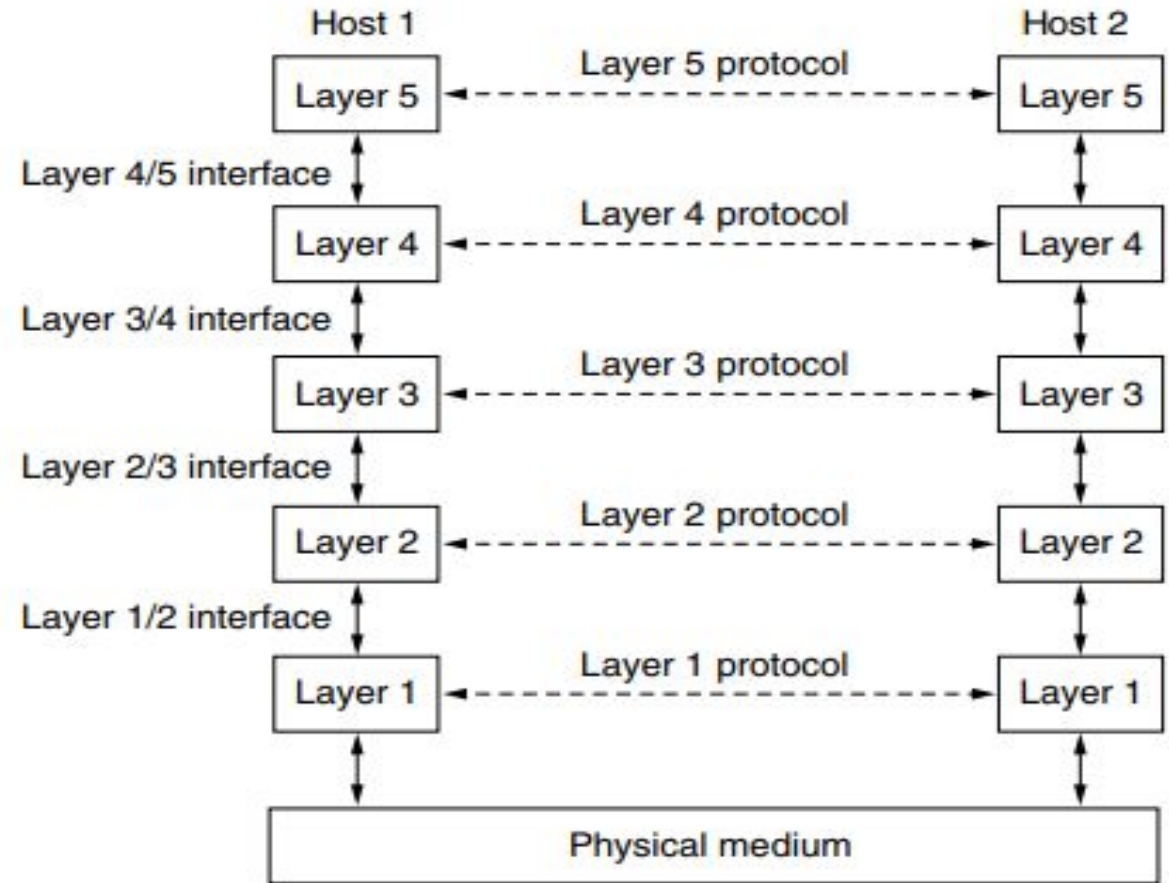 Host 1
Host 2
Layer 5 protocol
Layer 5
Layer 5
Layer 4/5 interface
Layer 4 protocol
Layer 4
Layer 4
Layer 3/4 interface
Layer 3 protocol
Layer 3
Layer 3
Layer 2/3 interface
Layer 2 protocol
Layer 2
Layer 2
Layer 1/2 interface
Layer 1 protocol
Layer 1
Layer 1
Physical medium